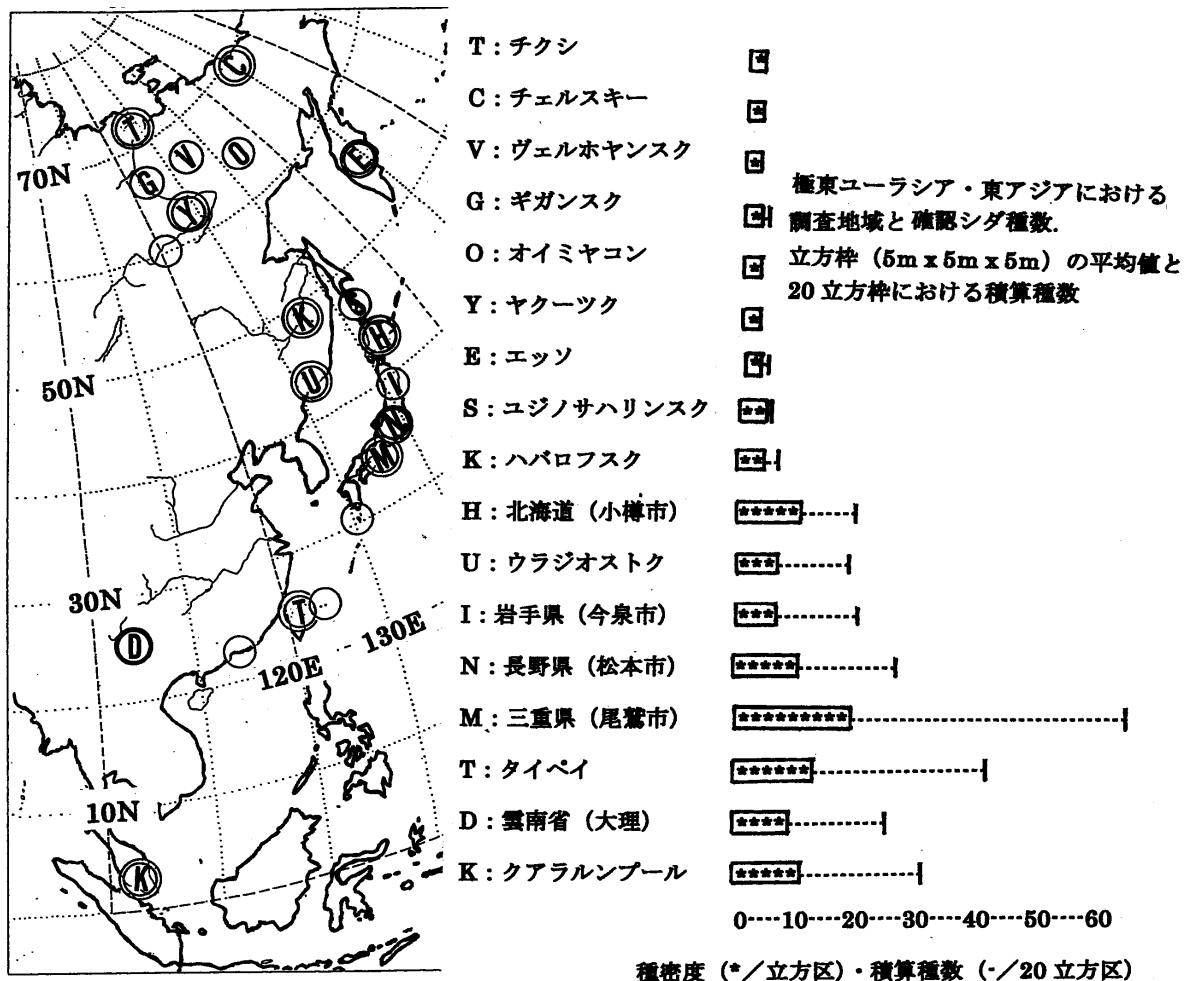 T：チクシ
C：チェルスキー
V：ヴェルホヤンスク
G：ギガンスク
O：オイミヤコン
Y：ヤクーツク
E：エッソ
S：ユジノサハリンスク
K：ハバロフスク
H：北海道（小樽市）
U：ウラジオストク
I：岩手県（今泉市）
N：長野県（松本市）
M：三重県（尾鷲市）
T：タイペイ
D：雲南省（大理）
K：クアラルンプール
極東ユーラシア・東アジアにおける
調査地域と確認シダ種数.
立方枠（5m x 5m x 5m）の平均値と
20 立方枠における積算種数
0----10----20----30----40----50----60
種密度（*／立方区）・積算種数（-／20 立方区）
C
T
V
O
E
G
Y
70N
K
S
H
U
I
50N
N
M
30N
T
D
130E
120E
10N
K